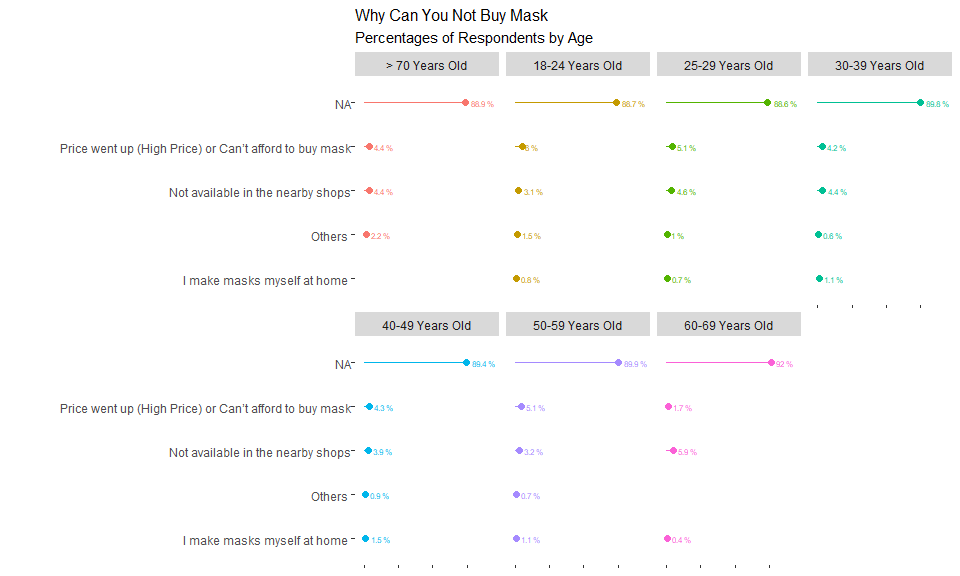 Why Can You Not Buy Mask
Percentages of Respondents by Age
> 70 Years Old 18-24 Years Old 25-29 Years Old 30-39 Years Old
NA 88.9 % 88.7 % 88.6 % 89.8 %
Price went up (High Price) or Can't afford to buy mask 4.4 % 6 % 5.1 % 4.2 %
Not available in the nearby shops 4.4 % 3.1 % 4.6 % 4.4 %
Others 2.2 % 1.5 % 1 % 0.6 %
I make masks myself at home 0.8 % 0.7 % 1.1 %
40-49 Years Old 50-59 Years Old 60-69 Years Old
NA 89.4 % 89.9 % 92 %
Price went up (High Price) or Can't afford to buy mask 4.3 % 5.1 % 1.7 %
Not available in the nearby shops 3.9 % 3.2 % 5.9 %
Others 0.9 % 0.7 %
I make masks myself at home 1.5 % 1.1 % 0.4 %